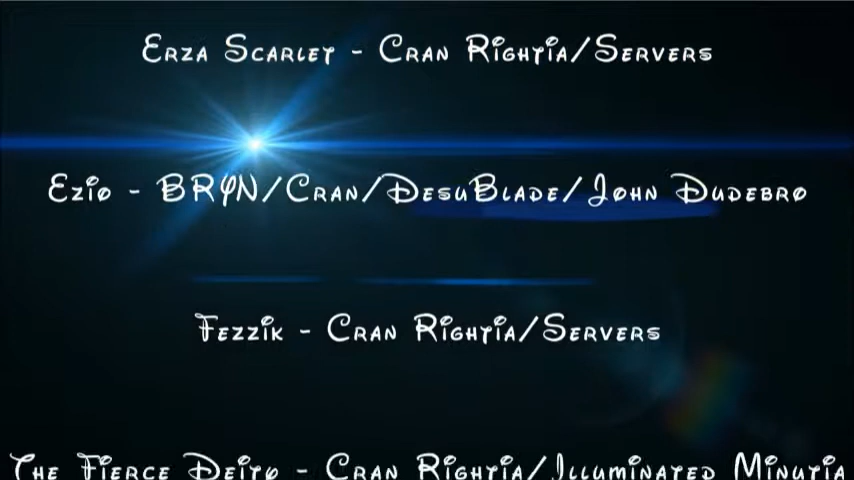 Erza Scarlet - Cran Rightia/Servers
Ezio - BRYN/Cran/DesuBlade/John Dudebro
Fezzik - Cran Rightia/Servers
The Fierce Deity - Cran Rightia/Illuminated Minutia